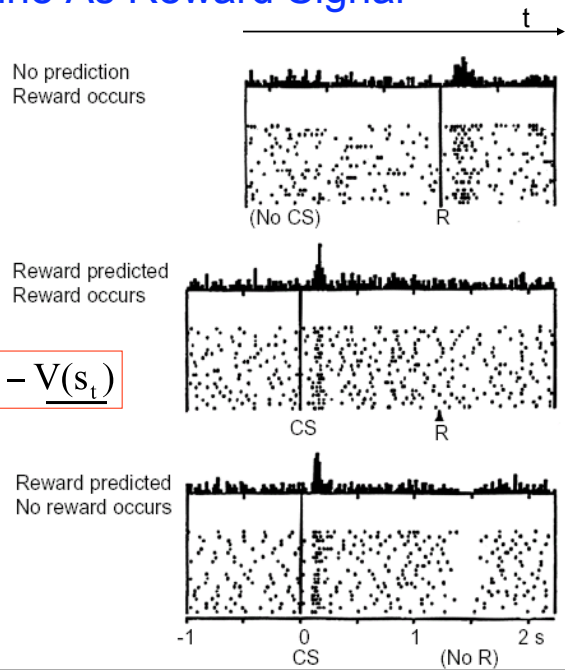 As Reward Signal
t
No prediction
Reward occurs
(No CS) R
Reward predicted
Reward occurs
– V(sₜ)
CS R
Reward predicted
No reward occurs
-1 0 1 2 s
CS (No R)